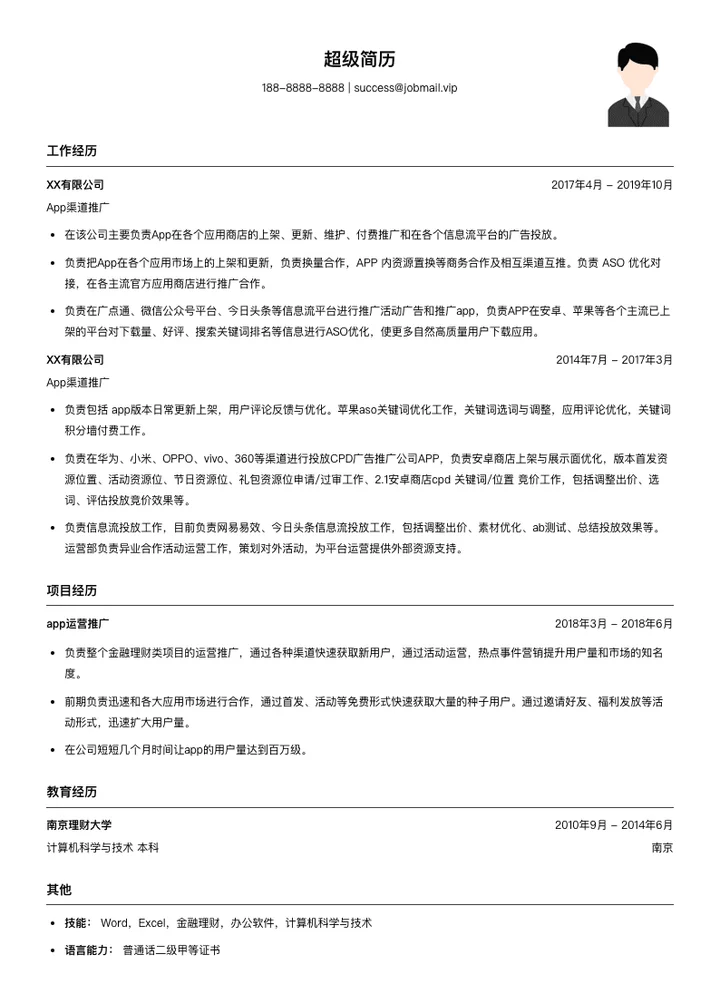 超级简历
188-8888-8888 | success@jobmail.vip
工作经历
XX有限公司 2017年4月 – 2019年10月
App渠道推广
• 在该公司主要负责App在各个应用商店的上架、更新、维护、付费推广和在各个信息流平台的广告投放。
• 负责把App在各个应用市场上的上架和更新，负责换量合作，APP 内资源置换等商务合作及相互渠道互推。负责 ASO 优化对
接，在各主流官方应用商店进行推广合作。
• 负责在广点通、微信公众号平台、今日头条等信息流平台进行推广活动广告和推广app，负责APP在安卓、苹果等各个主流已上
架的平台对下载量、好评、搜索关键词排名等信息进行ASO优化，使更多自然高质量用户下载应用。
XX有限公司 2014年7月 – 2017年3月
App渠道推广
• 负责包括 app版本日常更新上架，用户评论反馈与优化。苹果aso关键词优化工作，关键词选词与调整，应用评论优化，关键词
积分墙付费工作。
• 负责在华为、小米、OPPO、vivo、360等渠道进行投放CPD广告推广公司APP，负责安卓商店上架与展示面优化，版本首发资
源位置、活动资源位、节日资源位、礼包资源位申请/过审工作、2.1安卓商店cpd 关键词/位置 竞价工作，包括调整出价、选
词、评估投放竞价效果等。
• 负责信息流投放工作，目前负责网易易效、今日头条信息流投放工作，包括调整出价、素材优化、ab测试、总结投放效果等。
运营部负责异业合作活动运营工作，策划对外活动，为平台运营提供外部资源支持。
项目经历
app运营推广 2018年3月 – 2018年6月
• 负责整个金融理财类项目的运营推广，通过各种渠道快速获取新用户，通过活动运营，热点事件营销提升用户量和市场的知名
度。
• 前期负责迅速和各大应用市场进行合作，通过首发、活动等免费形式快速获取大量的种子用户。通过邀请好友、福利发放等活
动形式，迅速扩大用户量。
• 在公司短短几个月时间让app的用户量达到百万级。
教育经历
南京理财大学 2010年9月 – 2014年6月
计算机科学与技术 本科 南京
其他
• 技能： Word，Excel，金融理财，办公软件，计算机科学与技术
• 语言能力： 普通话二级甲等证书